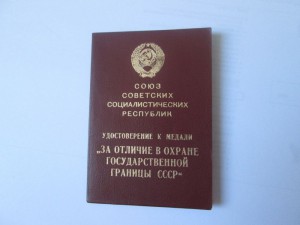 СОЮЗ
СОВЕТСКИХ
СОЦИАЛИСТИЧЕСКИХ
РЕСПУБЛИК
УДОСТОВЕРЕНИЕ К МЕДАЛИ
„ЗА ОТЛИЧИЕ В ОХРАНЕ
ГОСУДАРСТВЕННОЙ
ГРАНИЦЫ СССР“